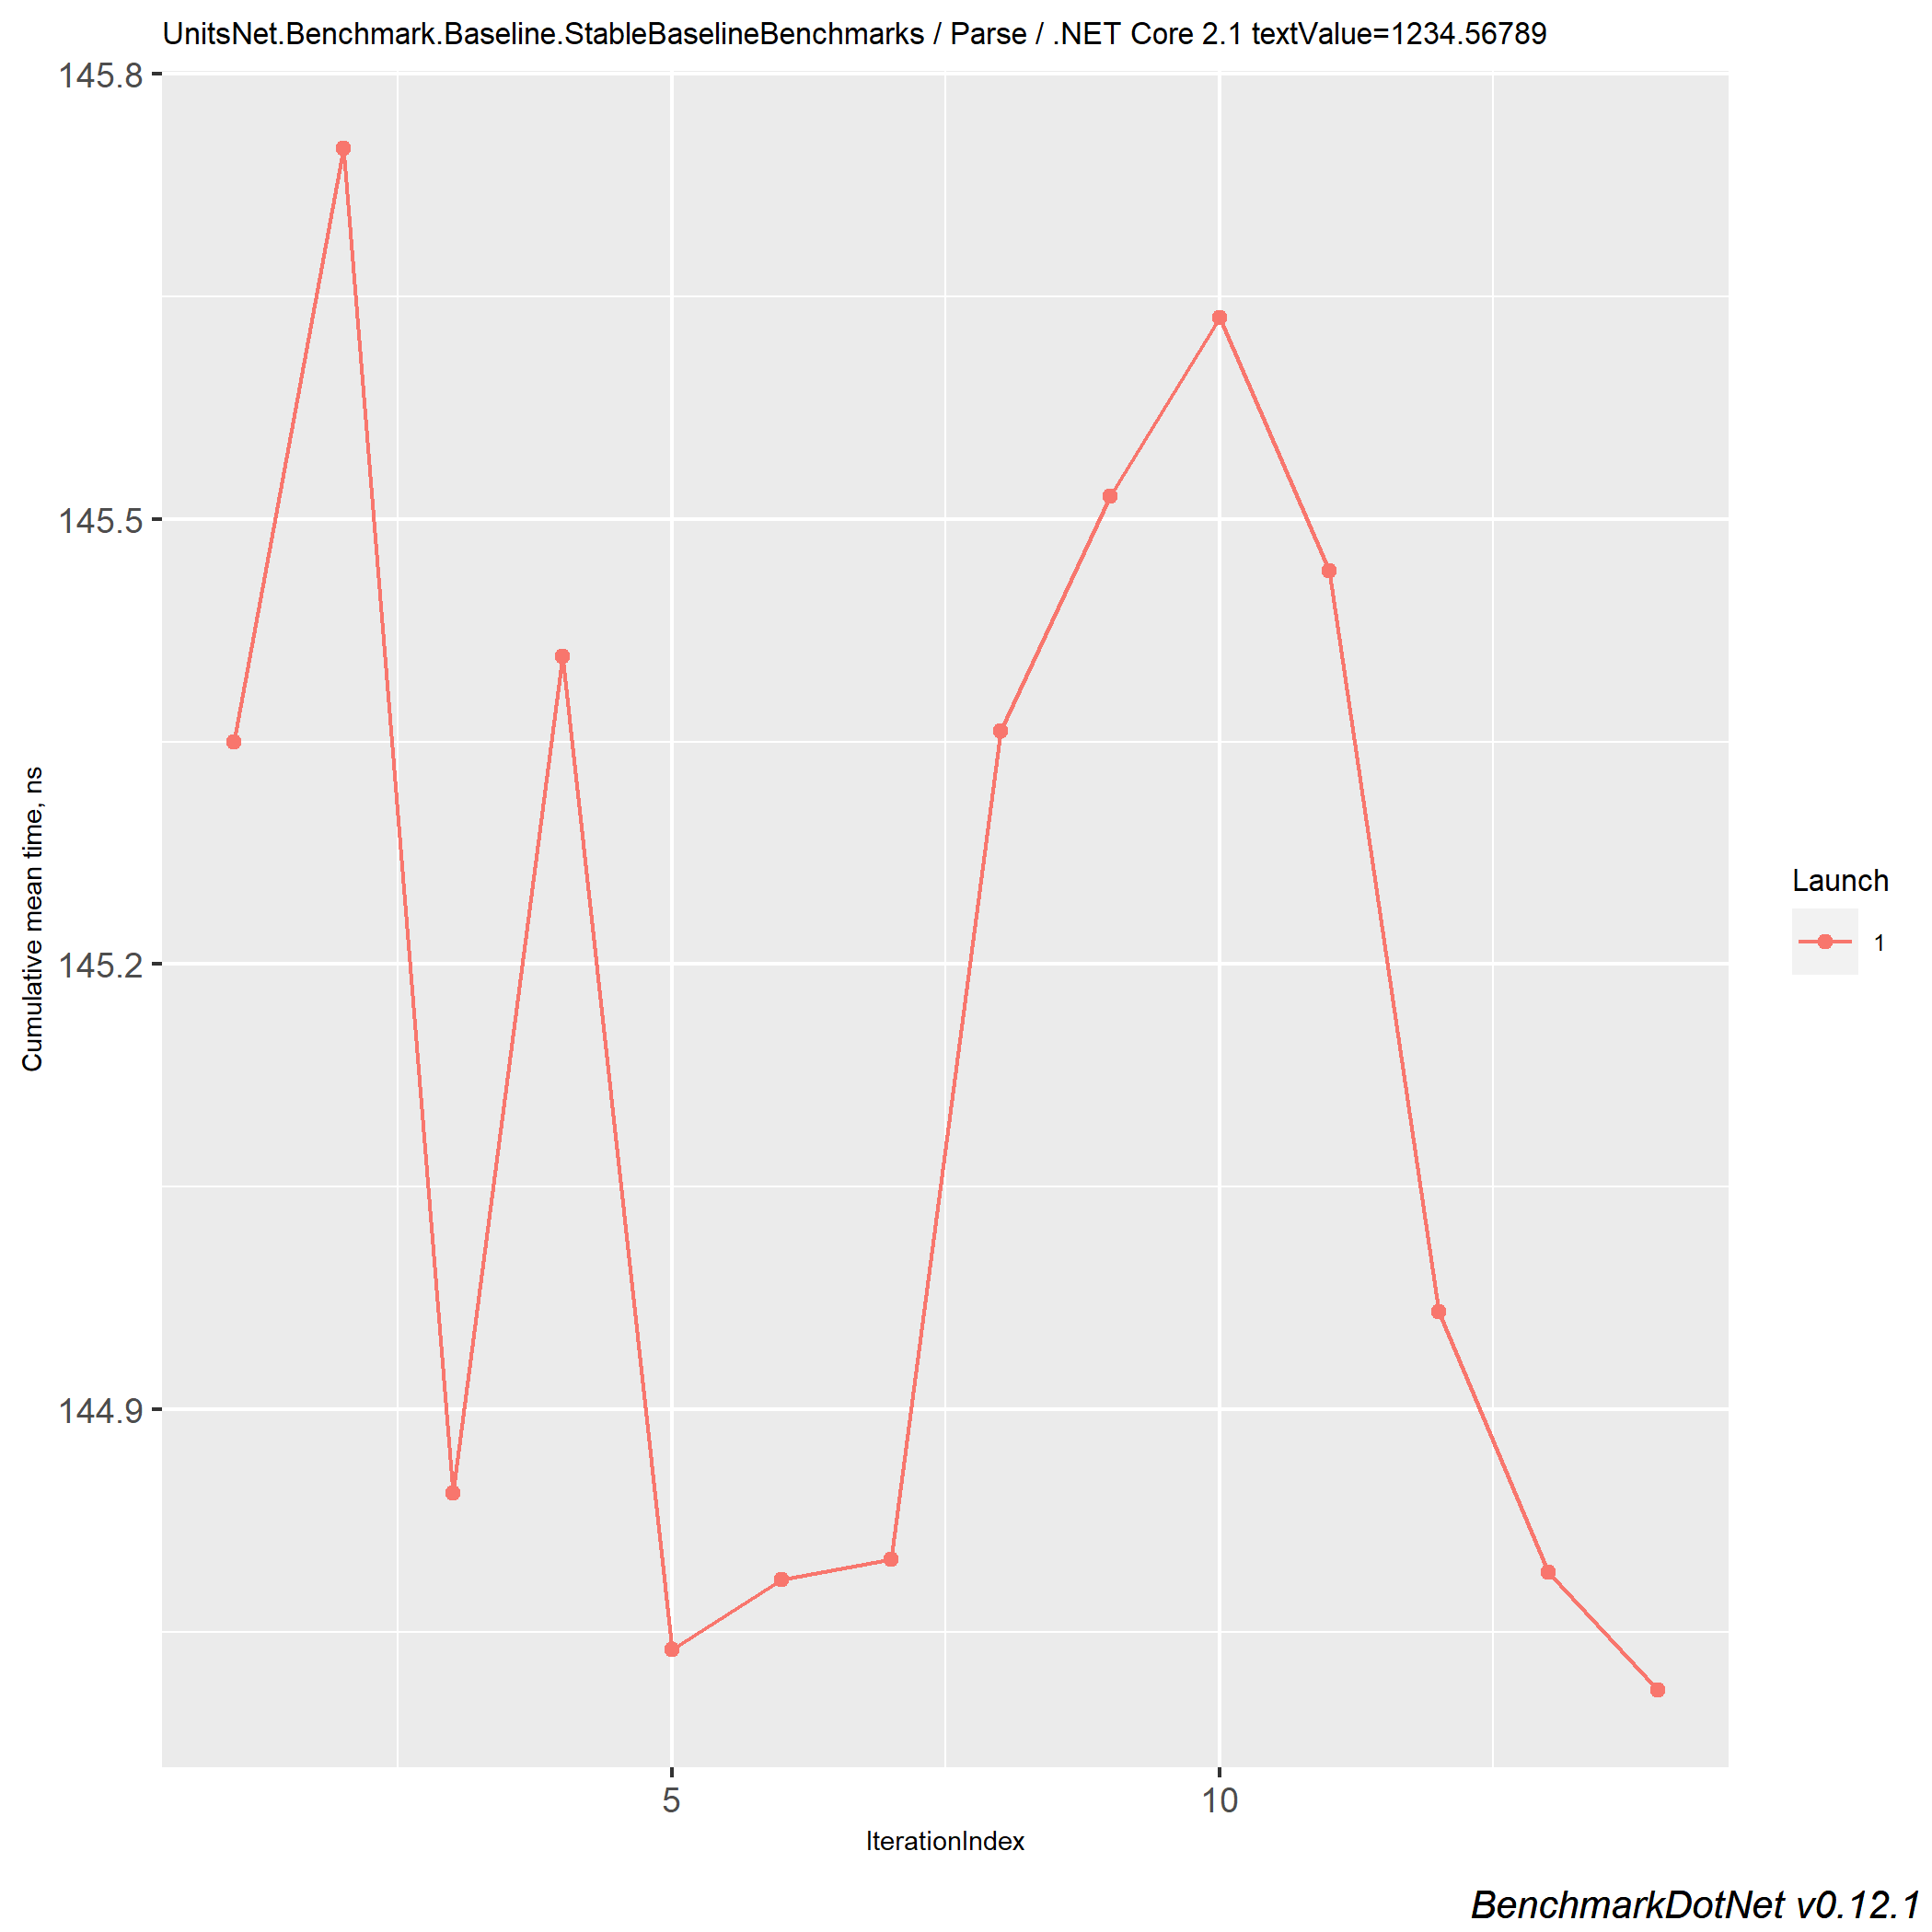 UnitsNet.Benchmark.Baseline.StableBaselineBenchmarks / Parse / .NET Core 2.1 textValue=1234.56789
145.8
145.5
145.2
144.9
Cumulative mean time, ns
5
10
IterationIndex
Launch
1
BenchmarkDotNet v0.12.1